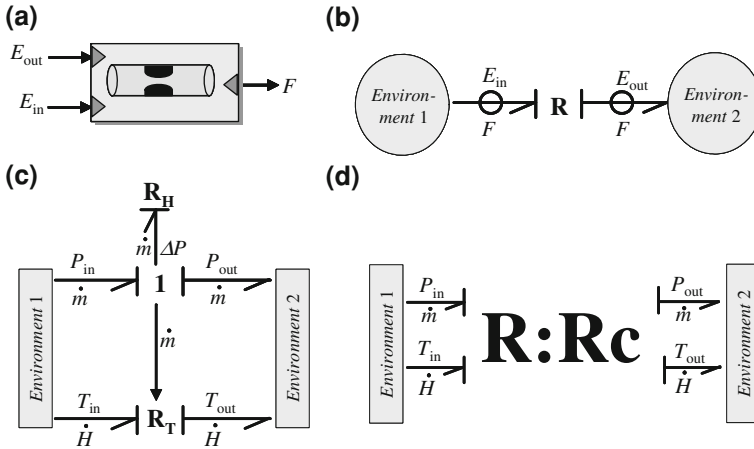 (a)
E_out
E_in
F
(b)
Environ-
ment 1
E_in
F
R
E_out
F
Environ-
ment 2
(c)
R_H
ṁ ΔP
Environment 1
P_in
ṁ
1
P_out
ṁ
Environment 2
ṁ
T_in
Ḣ
R_T
T_out
Ḣ
(d)
Environment 1
P_in
ṁ
T_in
Ḣ
R:Rc
P_out
ṁ
T_out
Ḣ
Environment 2